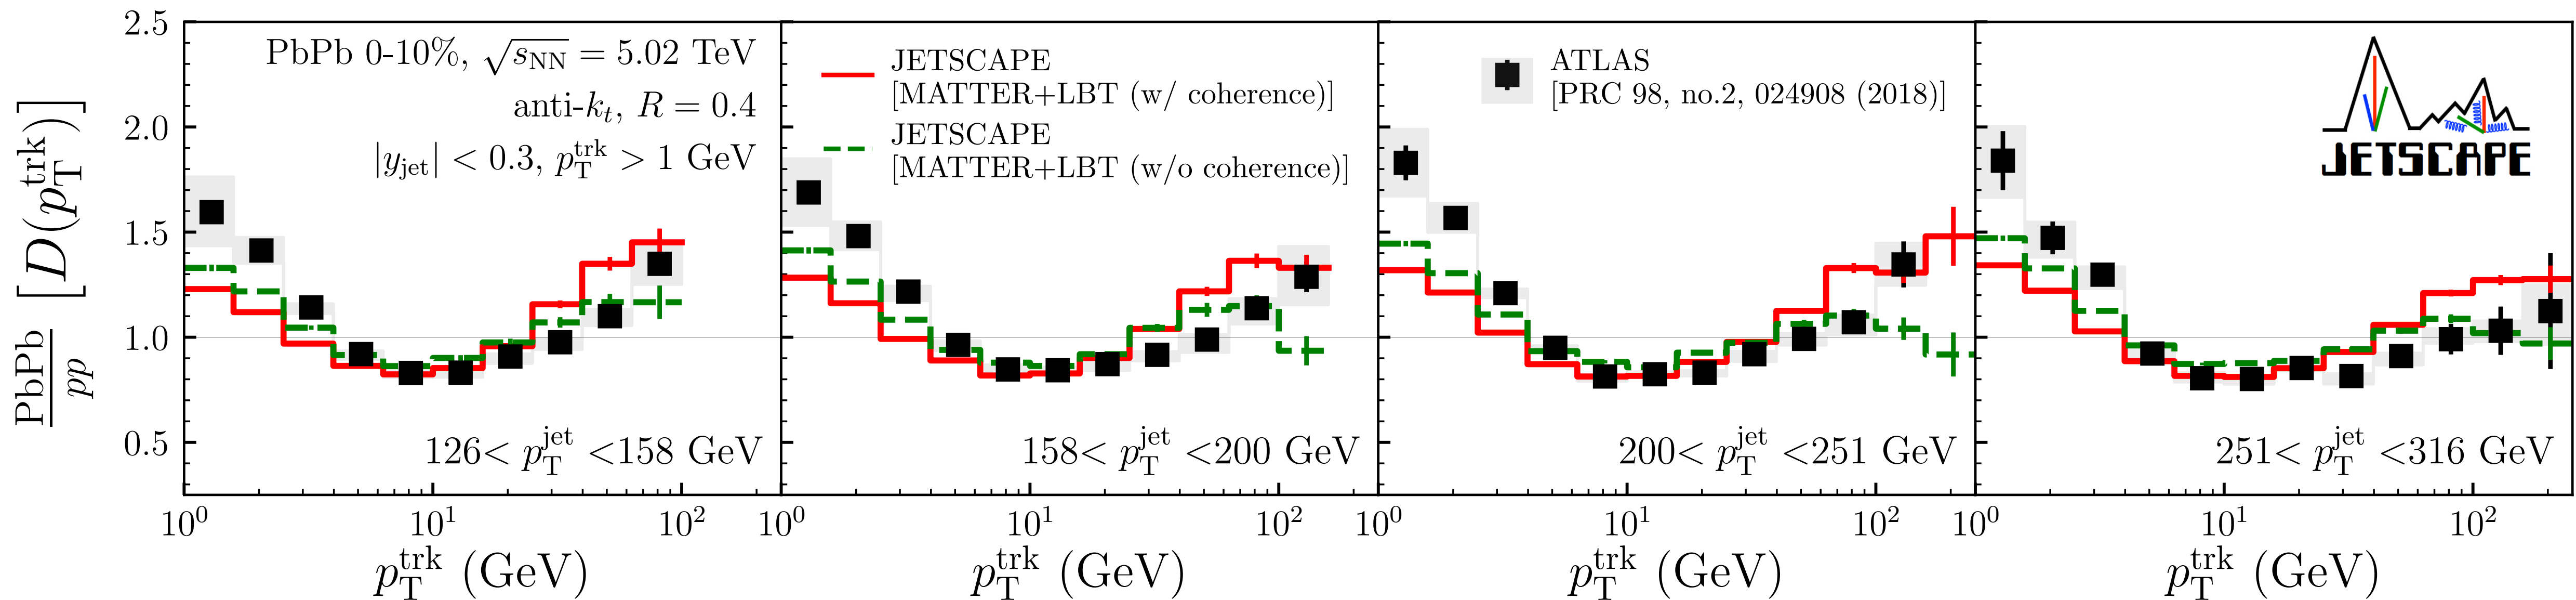 PbPb 0-10%, √s_NN = 5.02 TeV
anti-k_t, R = 0.4
|y_jet| < 0.3, p_T^trk > 1 GeV
JETSCAPE
[MATTER+LBT (w/ coherence)]
JETSCAPE
[MATTER+LBT (w/o coherence)]
ATLAS
[PRC 98, no.2, 024908 (2018)]
JETSCAPE
PbPb/pp [D(p_T^trk)]
2.5
2.0
1.5
1.0
0.5
126< p_T^jet <158 GeV
158< p_T^jet <200 GeV
200< p_T^jet <251 GeV
251< p_T^jet <316 GeV
10^0 10^1 10^2 10^0 10^1 10^2 10^0 10^1 10^2 10^0 10^1 10^2
p_T^trk (GeV) p_T^trk (GeV) p_T^trk (GeV) p_T^trk (GeV)